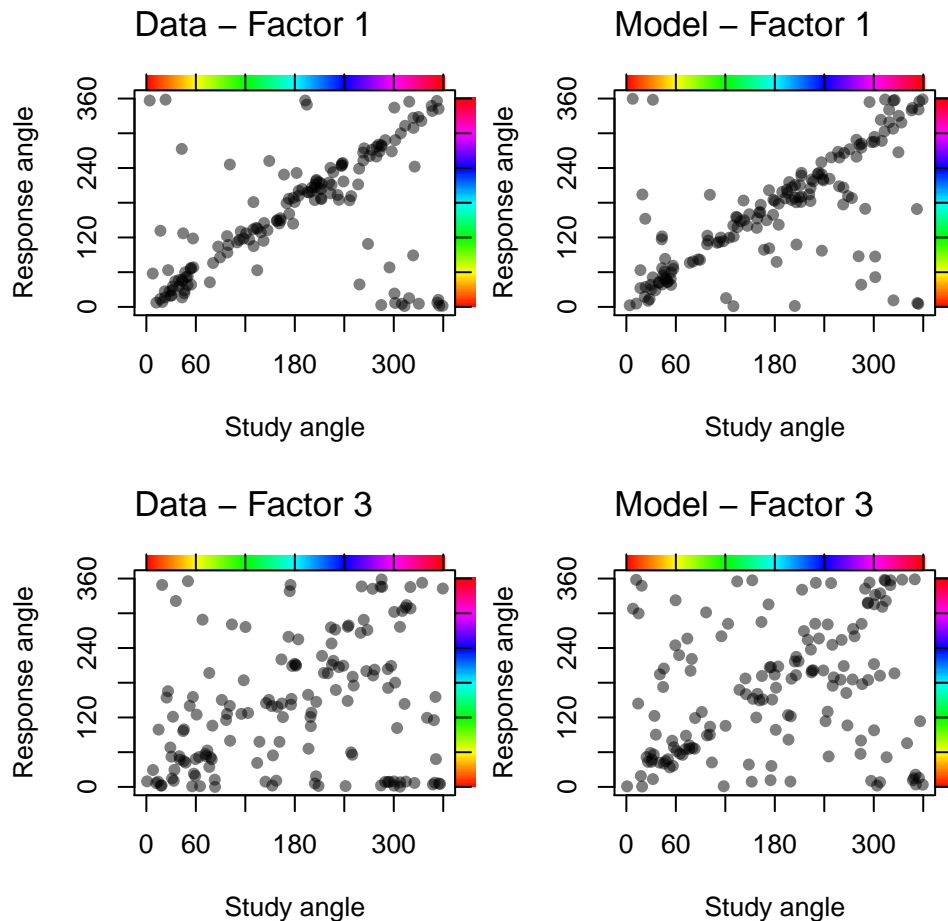 Data – Factor 1
Response angle
0 120 240 360
0 60 180 300
Study angle
Model – Factor 1
Response angle
0 120 240 360
0 60 180 300
Study angle
Data – Factor 3
Response angle
0 120 240 360
0 60 180 300
Study angle
Model – Factor 3
Response angle
0 120 240 360
0 60 180 300
Study angle